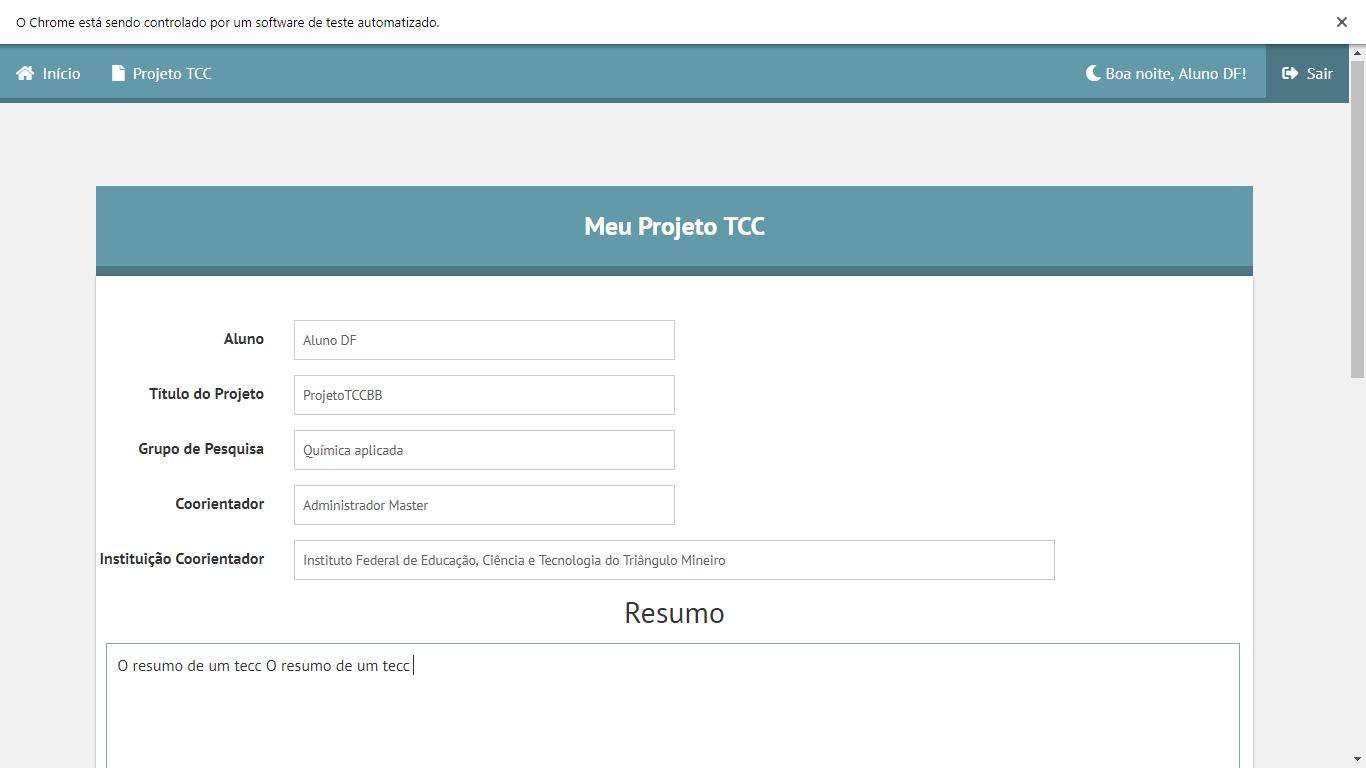 O Chrome está sendo controlado por um software de teste automatizado.
Início Projeto TCC Boa noite, Aluno DF! Sair
Meu Projeto TCC
Aluno Aluno DF
Título do Projeto ProjetoTCCBB
Grupo de Pesquisa Química aplicada
Coorientador Administrador Master
Instituição Coorientador Instituto Federal de Educação, Ciência e Tecnologia do Triângulo Mineiro
Resumo
O resumo de um tecc O resumo de um tecc